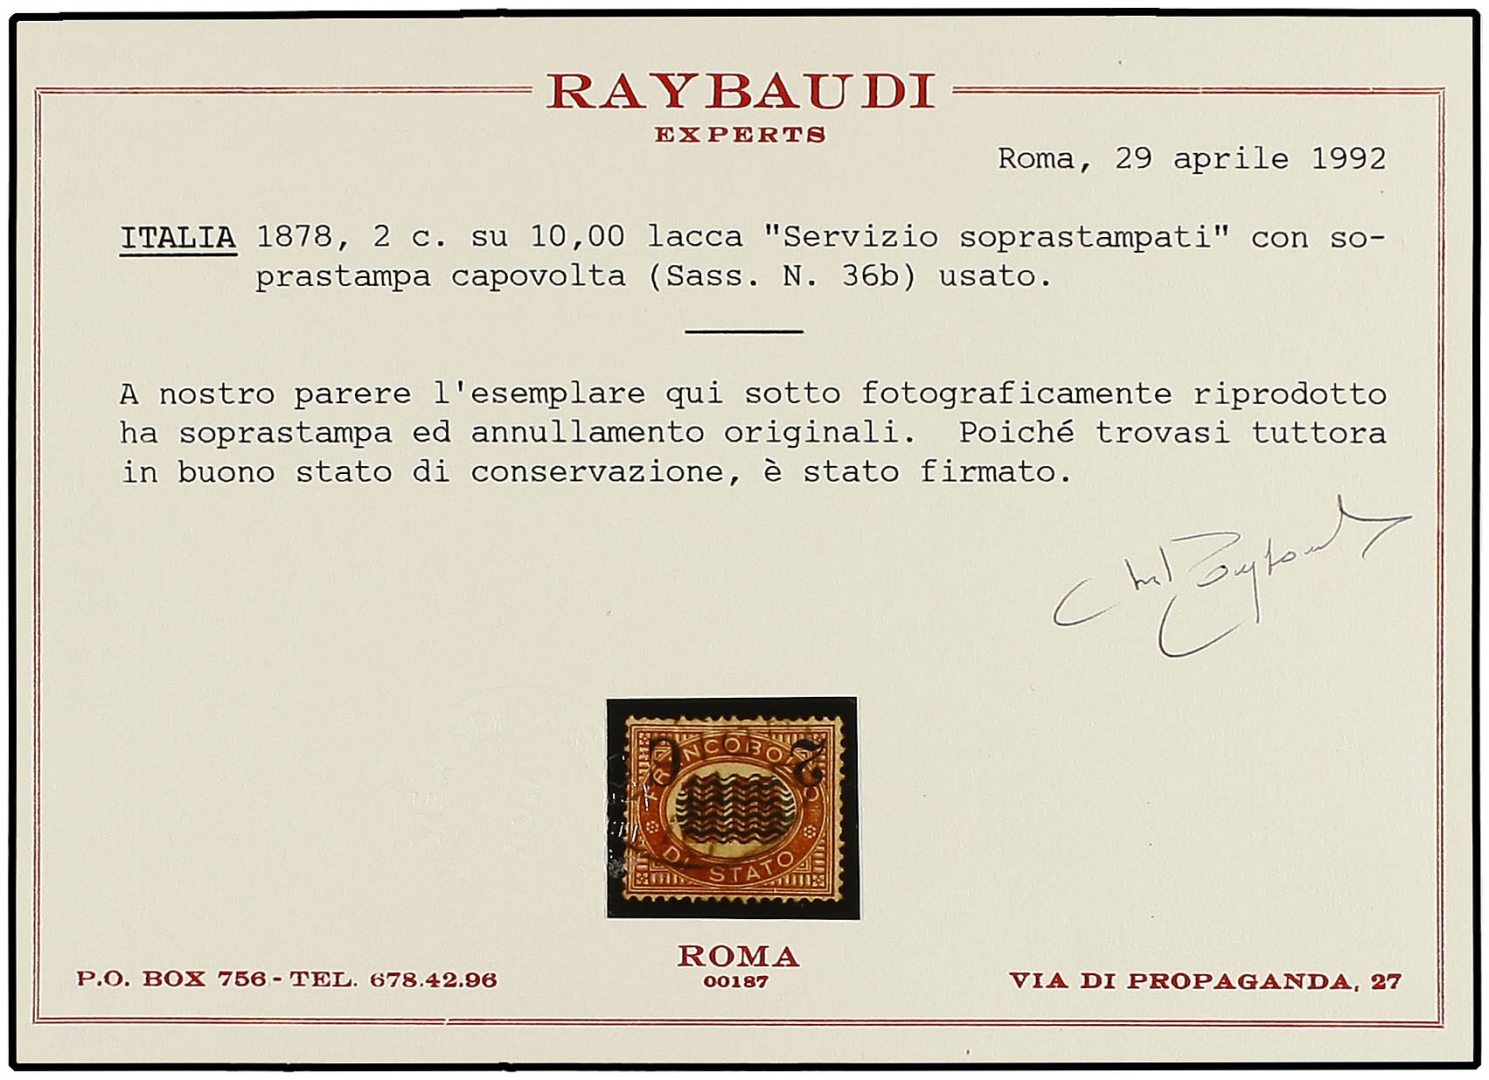 RAYBAUDI
EXPERTS
Roma, 29 aprile 1992
ITALIA 1878, 2 c. su 10,00 lacca "Servizio soprastampati" con so-
prastampa capovolta (Sass. N. 36b) usato.
A nostro parere l'esemplare qui sotto fotograficamente riprodotto
ha soprastampa ed annullamento originali. Poiché trovasi tuttora
in buono stato di conservazione, è stato firmato.
FRANCOBOLLO
2 C
DI STATO
ROMA
00187
P.O. BOX 756 - TEL. 678.42.96
VIA DI PROPAGANDA, 27